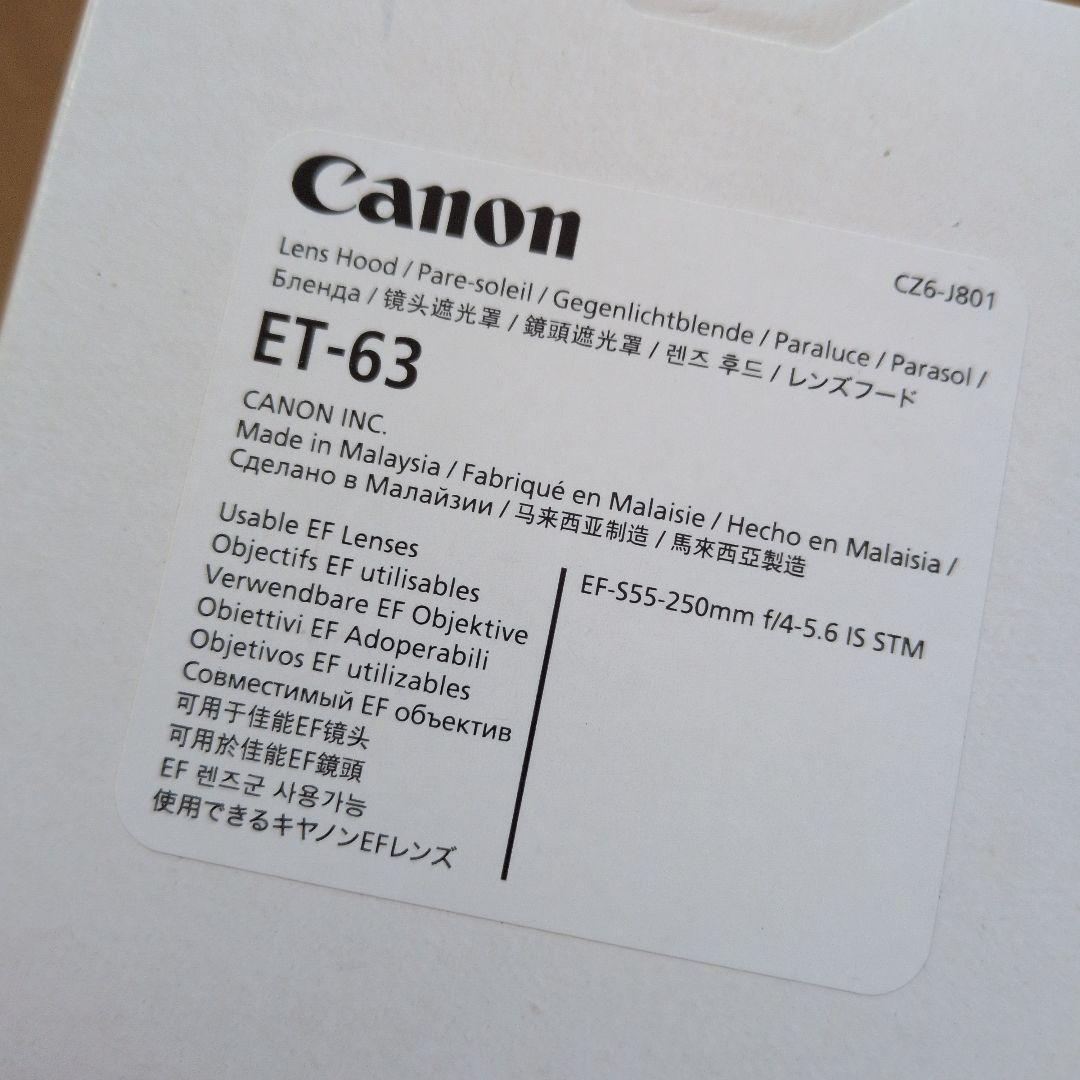 Canon
CZ6-J801
Lens Hood / Pare-soleil / Gegenlichtblende / Paraluce / Parasol /
Бленда / 镜头遮光罩 / 鏡頭遮光罩 / 렌즈 후드 / レンズフード
ET-63
CANON INC.
Made in Malaysia / Fabriqué en Malaisie / Hecho en Malaisia /
Сделано в Малайзии / 马来西亚制造 / 馬來西亞製造
Usable EF Lenses
Objectifs EF utilisables
Verwendbare EF Objektive
Obiettivi EF Adoperabili
Objetivos EF utilizables
Совместимый EF объектив
可用于佳能EF镜头
可用於佳能EF鏡頭
EF 렌즈군 사용가능
使用できるキヤノンEFレンズ
EF-S55-250mm f/4-5.6 IS STM